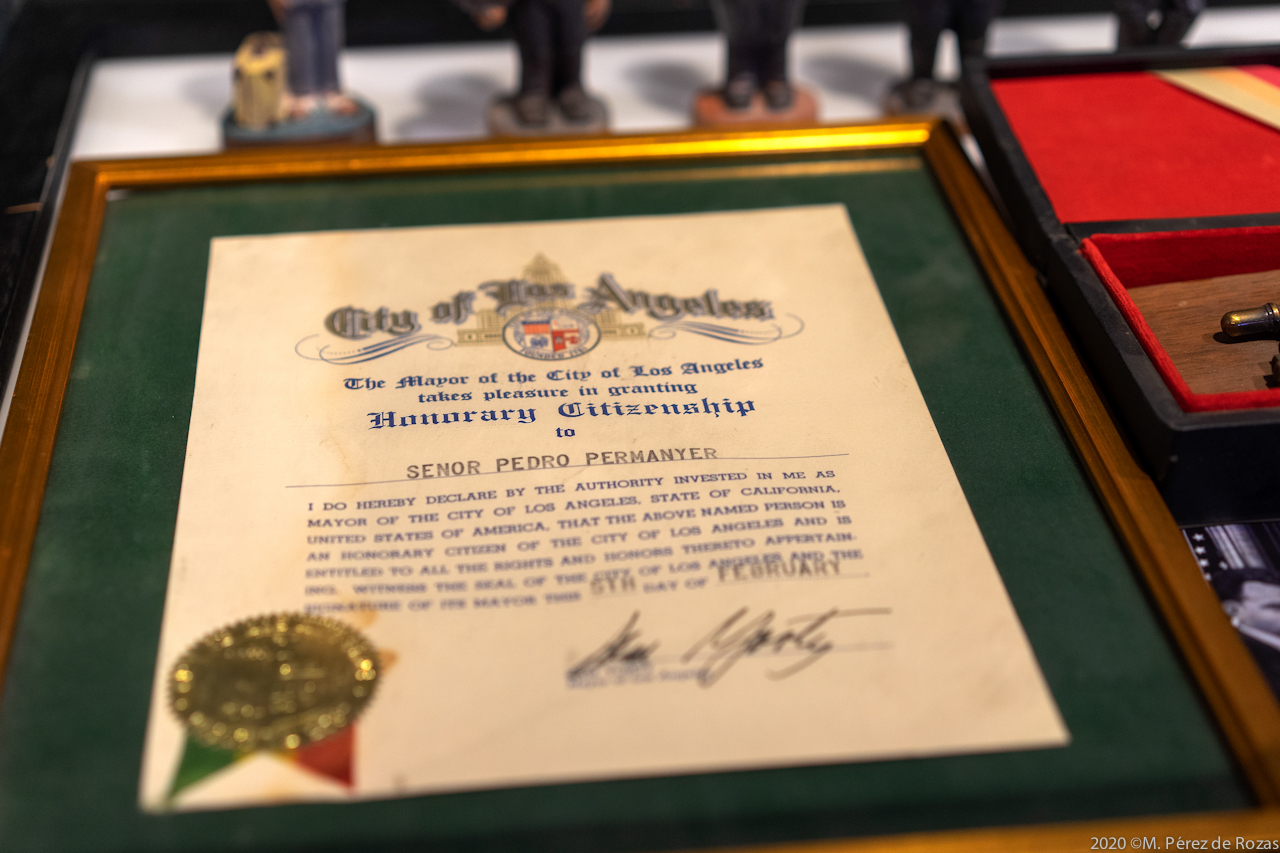 City of Los Angeles
FOUNDED
The Mayor of the City of Los Angeles
takes pleasure in granting
Honorary Citizenship
to
SENOR PEDRO PERMANYER
I DO HEREBY DECLARE BY THE AUTHORITY INVESTED IN ME AS
MAYOR OF THE CITY OF LOS ANGELES, STATE OF CALIFORNIA,
UNITED STATES OF AMERICA, THAT THE ABOVE NAMED PERSON IS
AN HONORARY CITIZEN OF THE CITY OF LOS ANGELES AND IS
ENTITLED TO ALL THE RIGHTS AND HONORS THERETO APPERTAIN-
ING. WITNESS THE SEAL OF THE CITY OF LOS ANGELES AND THE
SIGNATURE OF ITS MAYOR THIS 5TH DAY OF FEBRUARY
Sam Yorty
2020 ©M. Pérez de Rozas